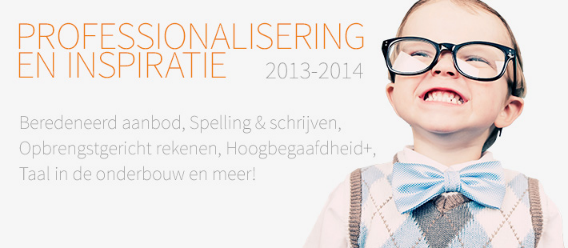 PROFESSIONALISERING
EN INSPIRATIE 2013-2014
Beredeneerd aanbod, Spelling & schrijven,
Opbrengstgericht rekenen, Hoogbegaafdheid+,
Taal in de onderbouw en meer!